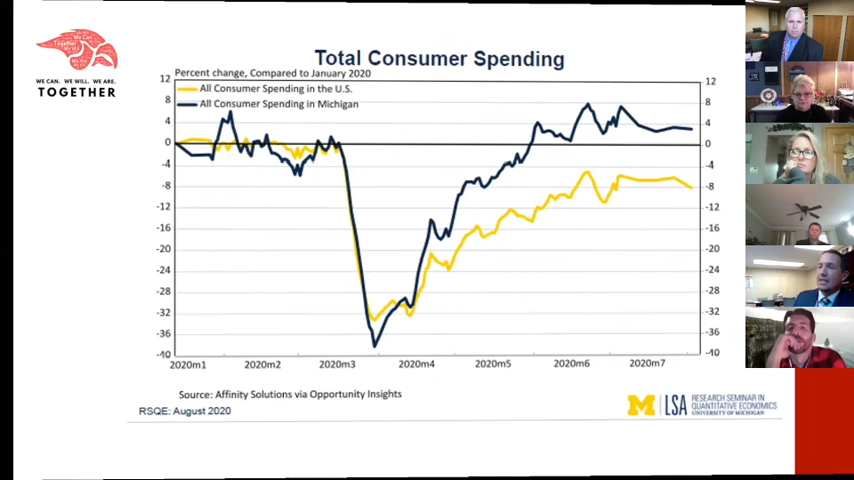 We Can
We Will
Together
WE CAN. WE WILL. WE ARE.
TOGETHER
Total Consumer Spending
Percent change, Compared to January 2020
All Consumer Spending in the U.S.
All Consumer Spending in Michigan
12 12
8 8
4 4
0 0
-4 -4
-8 -8
-12 -12
-16 -16
-20 -20
-24 -24
-28 -28
-32 -32
-36 -36
-40 -40
2020m1 2020m2 2020m3 2020m4 2020m5 2020m6 2020m7
Source: Affinity Solutions via Opportunity Insights
RSQE: August 2020
M LSA RESEARCH SEMINAR IN
QUANTITATIVE ECONOMICS
UNIVERSITY OF MICHIGAN